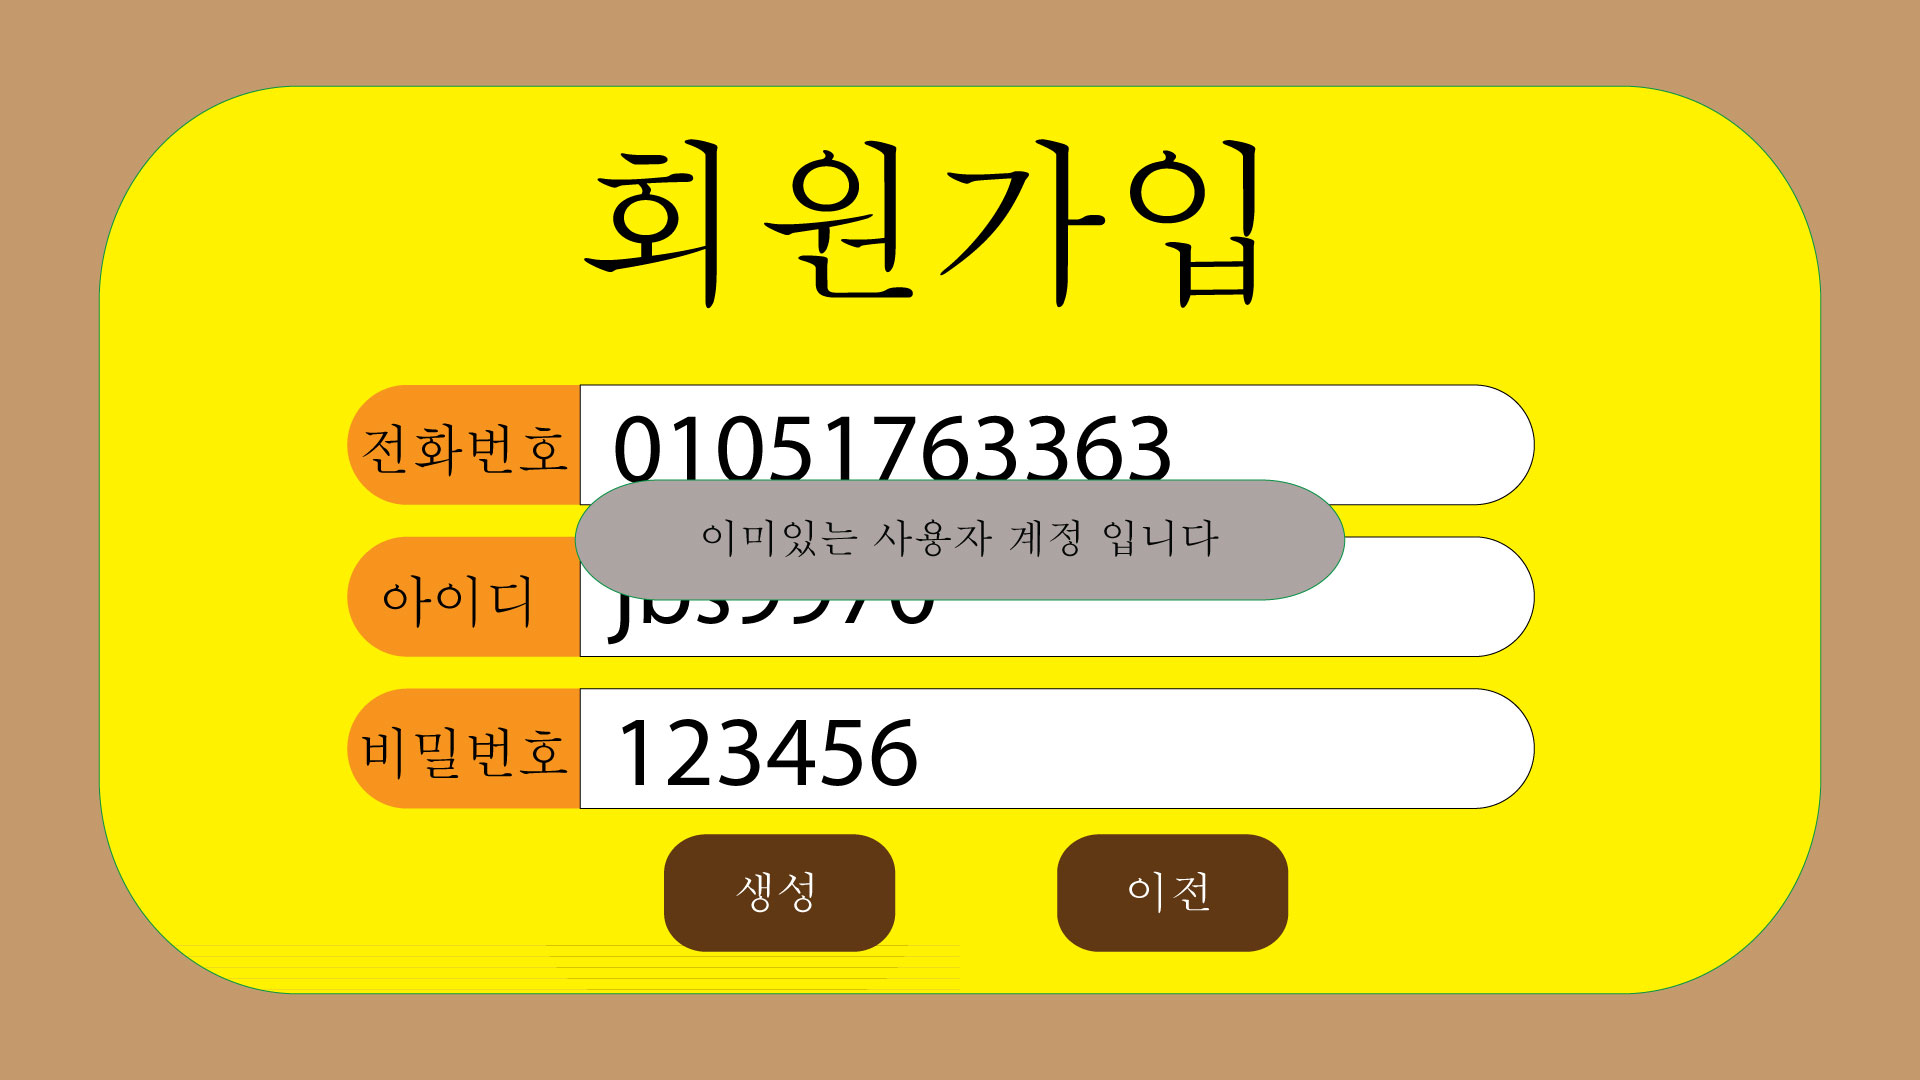 회원가입
전화번호 01051763363
이미있는 사용자 계정 입니다
아이디
비밀번호 123456
생성 이전